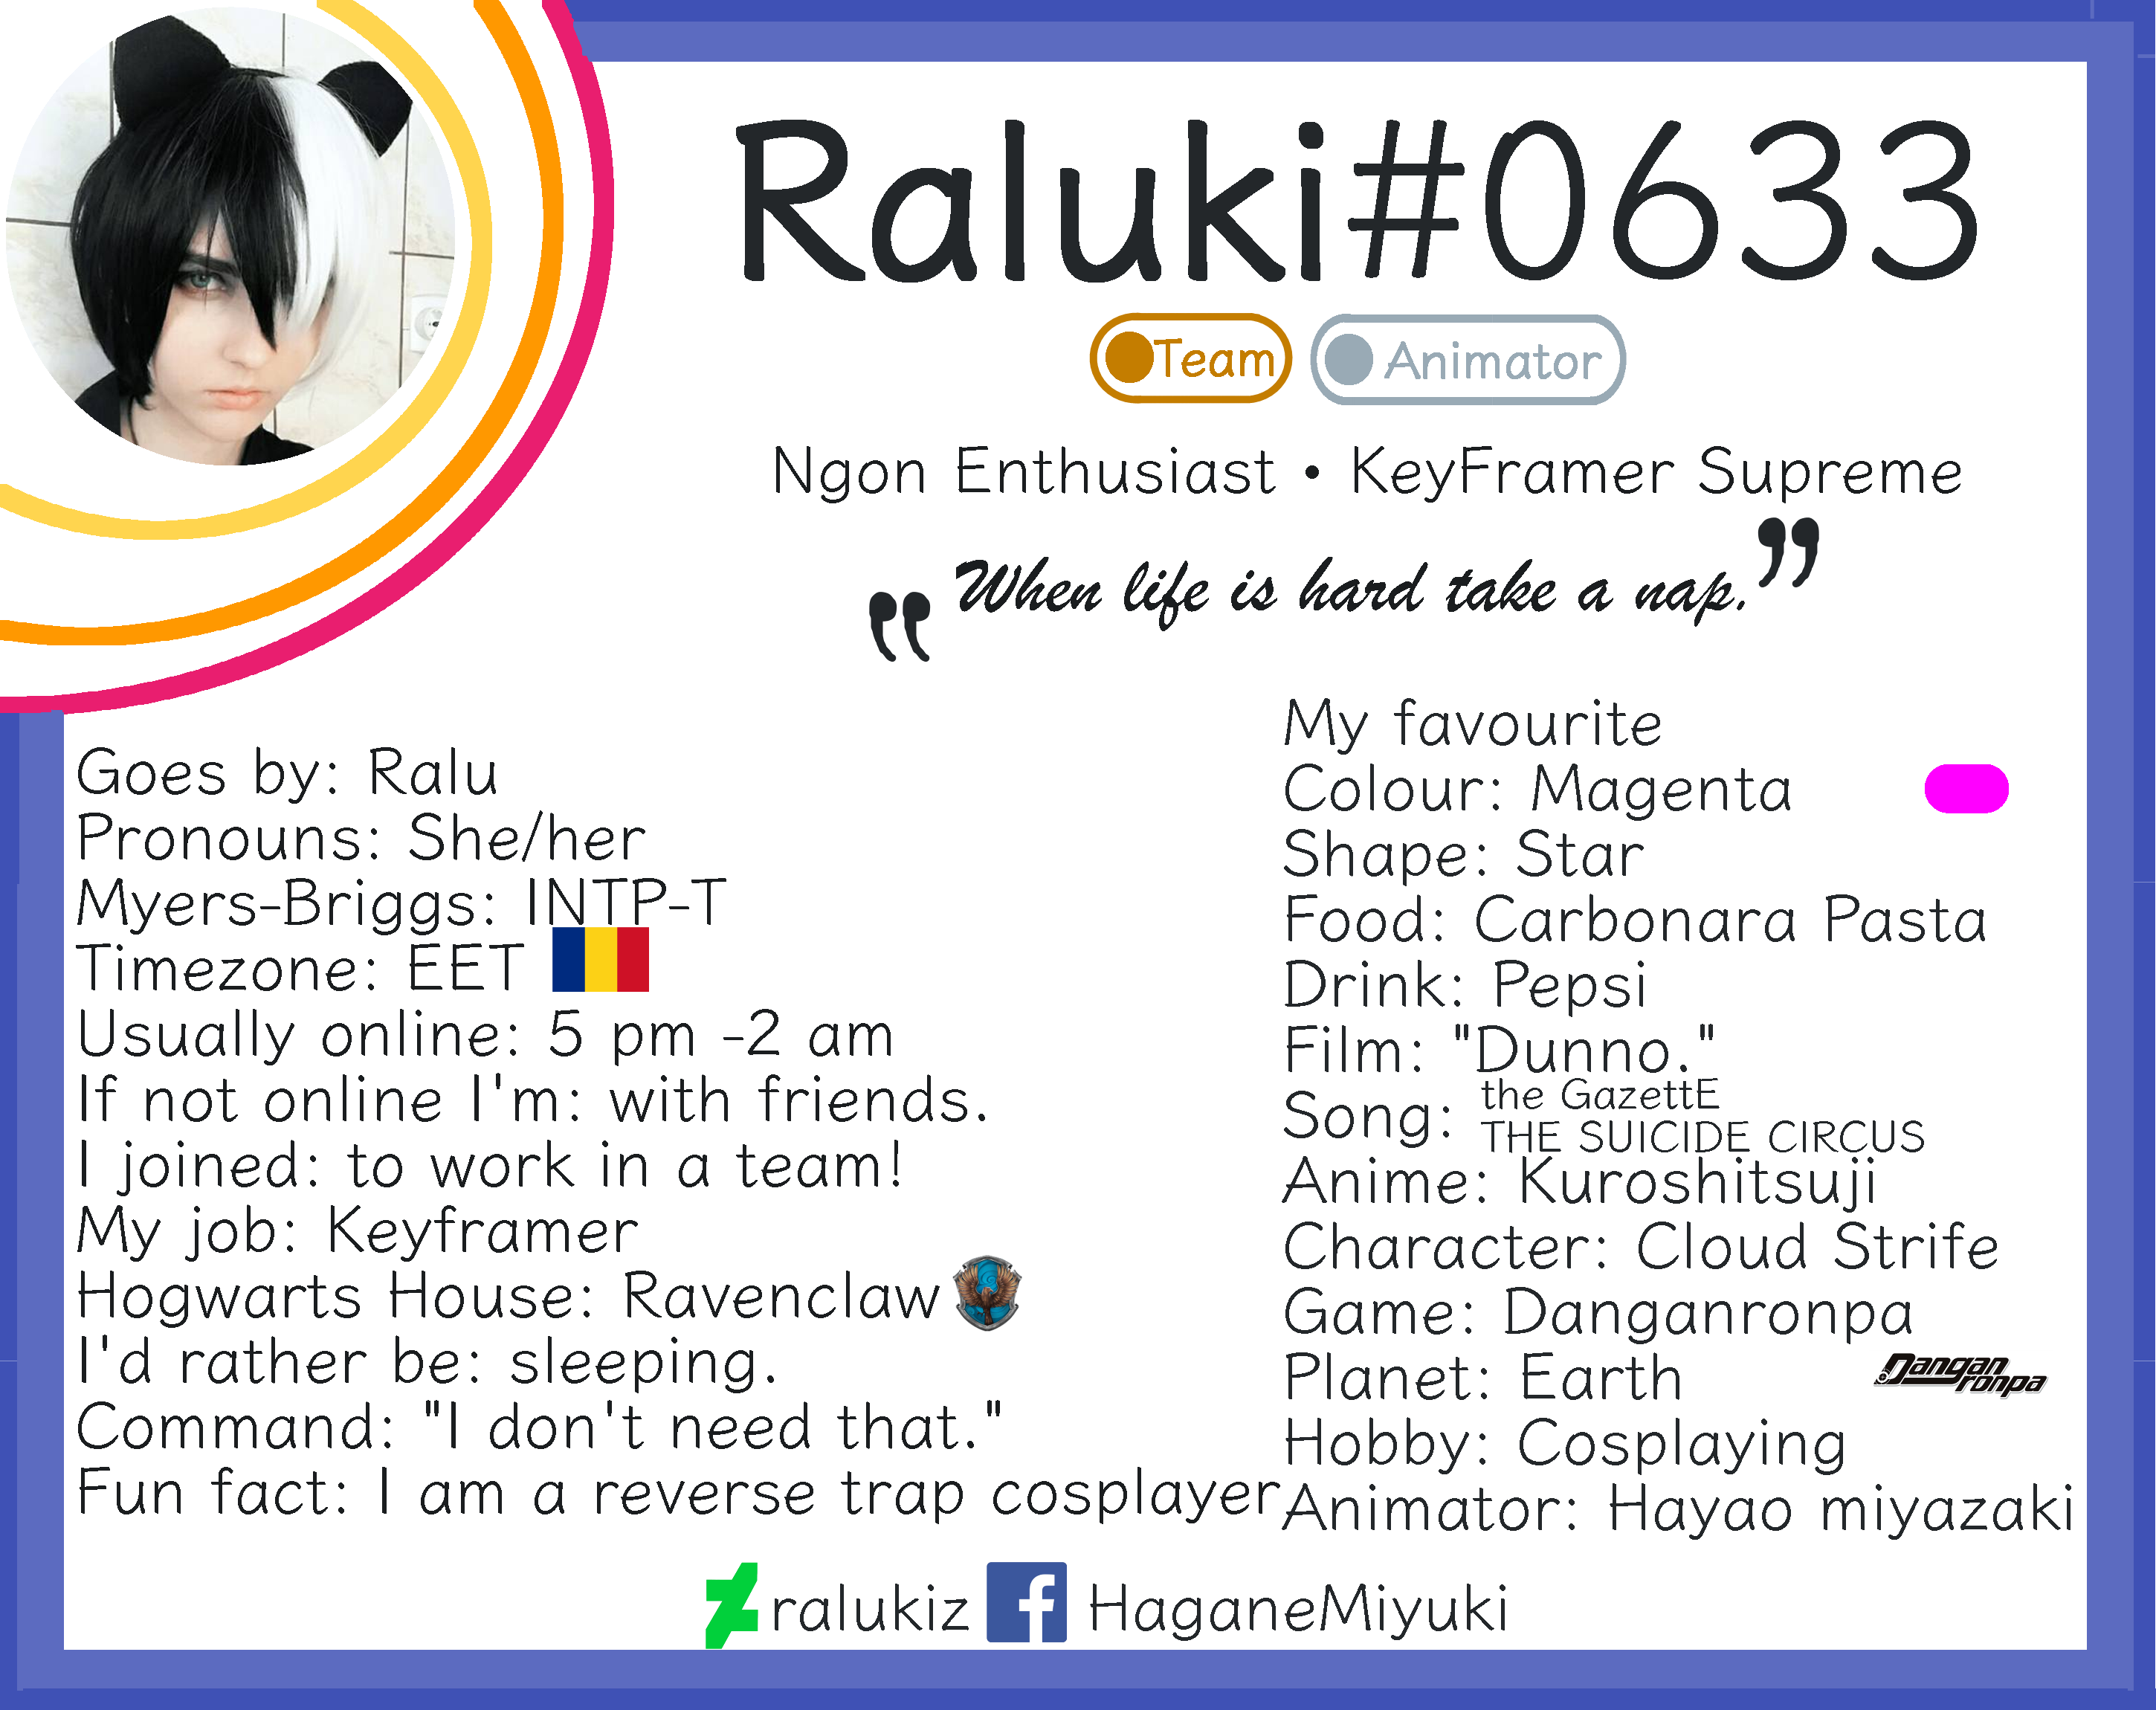 Raluki#0633
Team
Animator
Ngon Enthusiast • KeyFramer Supreme
"When life is hard take a nap."
Goes by: Ralu
Pronouns: She/her
Myers-Briggs: INTP-T
Timezone: EET
Usually online: 5 pm -2 am
If not online I'm: with friends.
I joined: to work in a team!
My job: Keyframer
Hogwarts House: Ravenclaw
I'd rather be: sleeping.
Command: "I don't need that."
Fun fact: I am a reverse trap cosplayer
My favourite
Colour: Magenta
Shape: Star
Food: Carbonara Pasta
Drink: Pepsi
Film: "Dunno."
Song: the GazettE
THE SUICIDE CIRCUS
Anime: Kuroshitsuji
Character: Cloud Strife
Game: Danganronpa
Planet: Earth
Dangan
ronpa
Hobby: Cosplaying
Animator: Hayao miyazaki
ralukiz
f HaganeMiyuki